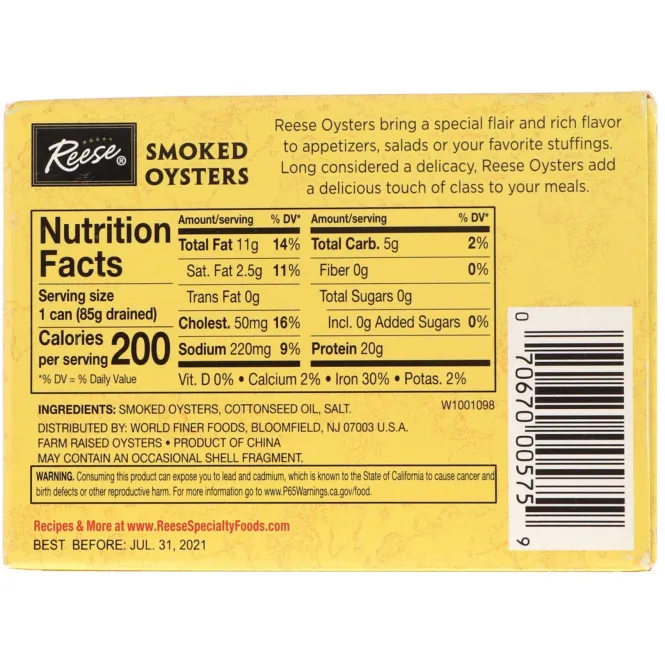 Reese®
SMOKED
OYSTERS
Reese Oysters bring a special flair and rich flavor
to appetizers, salads or your favorite stuffings.
Long considered a delicacy, Reese Oysters add
a delicious touch of class to your meals.
Nutrition
Facts
Serving size
1 can (85g drained)
Calories
per serving 200
*% DV = % Daily Value
Amount/serving % DV*
Total Fat 11g 14%
Sat. Fat 2.5g 11%
Trans Fat 0g
Cholest. 50mg 16%
Sodium 220mg 9%
Amount/serving % DV*
Total Carb. 5g 2%
Fiber 0g 0%
Total Sugars 0g
Incl. 0g Added Sugars 0%
Protein 20g
Vit. D 0% • Calcium 2% • Iron 30% • Potas. 2%
INGREDIENTS: SMOKED OYSTERS, COTTONSEED OIL, SALT.
W1001098
DISTRIBUTED BY: WORLD FINER FOODS, BLOOMFIELD, NJ 07003 U.S.A.
FARM RAISED OYSTERS • PRODUCT OF CHINA
MAY CONTAIN AN OCCASIONAL SHELL FRAGMENT.
WARNING. Consuming this product can expose you to lead and cadmium, which is known to the State of California to cause cancer and
birth defects or other reproductive harm. For more information go to www.P65Warnings.ca.gov/food.
Recipes & More at www.ReeseSpecialtyFoods.com
BEST BEFORE: JUL. 31, 2021
0 70670 00575 9